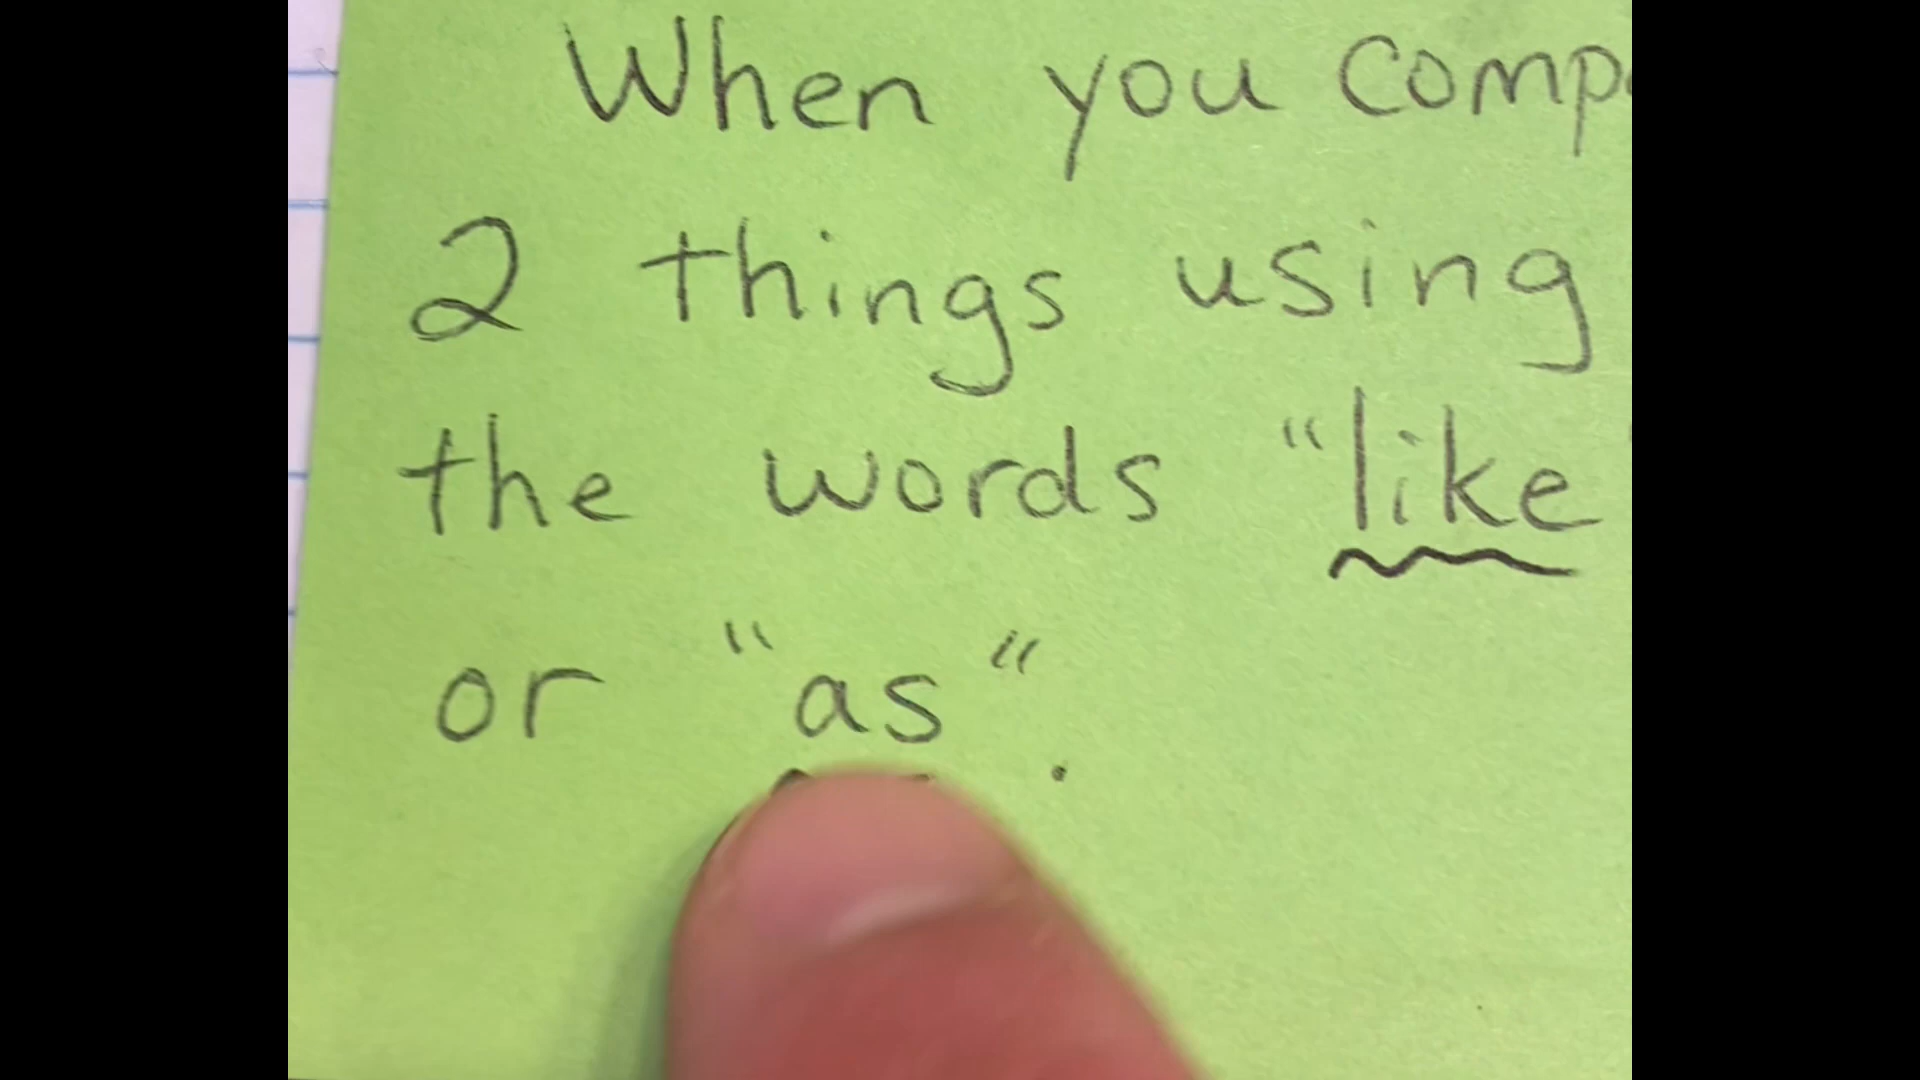 When you comp
2 things using
the words "like
or "as".